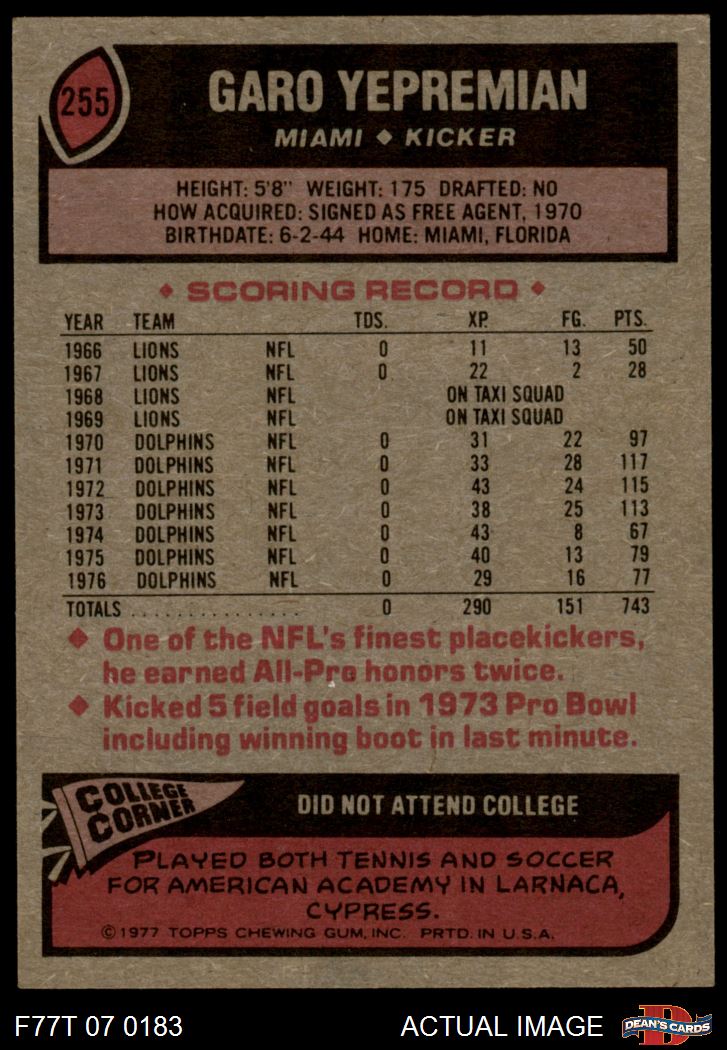 255
GARO YEPREMIAN
MIAMI ◆ KICKER
HEIGHT: 5'8" WEIGHT: 175 DRAFTED: NO
HOW ACQUIRED: SIGNED AS FREE AGENT, 1970
BIRTHDATE: 6-2-44 HOME: MIAMI, FLORIDA
◆ SCORING RECORD ◆
YEAR TEAM TDS. XP. FG. PTS.
1966 LIONS NFL 0 11 13 50
1967 LIONS NFL 0 22 2 28
1968 LIONS NFL ON TAXI SQUAD
1969 LIONS NFL ON TAXI SQUAD
1970 DOLPHINS NFL 0 31 22 97
1971 DOLPHINS NFL 0 33 28 117
1972 DOLPHINS NFL 0 43 24 115
1973 DOLPHINS NFL 0 38 25 113
1974 DOLPHINS NFL 0 43 8 67
1975 DOLPHINS NFL 0 40 13 79
1976 DOLPHINS NFL 0 29 16 77
TOTALS ................ 0 290 151 743
◆ One of the NFL's finest placekickers,
he earned All-Pro honors twice.
◆ Kicked 5 field goals in 1973 Pro Bowl
including winning boot in last minute.
COLLEGE
CORNER
DID NOT ATTEND COLLEGE
PLAYED BOTH TENNIS AND SOCCER
FOR AMERICAN ACADEMY IN LARNACA,
CYPRESS.
©1977 TOPPS CHEWING GUM, INC. PRTD. IN U.S.A.
F77T 07 0183 ACTUAL IMAGE
D
DEAN'S CARDS